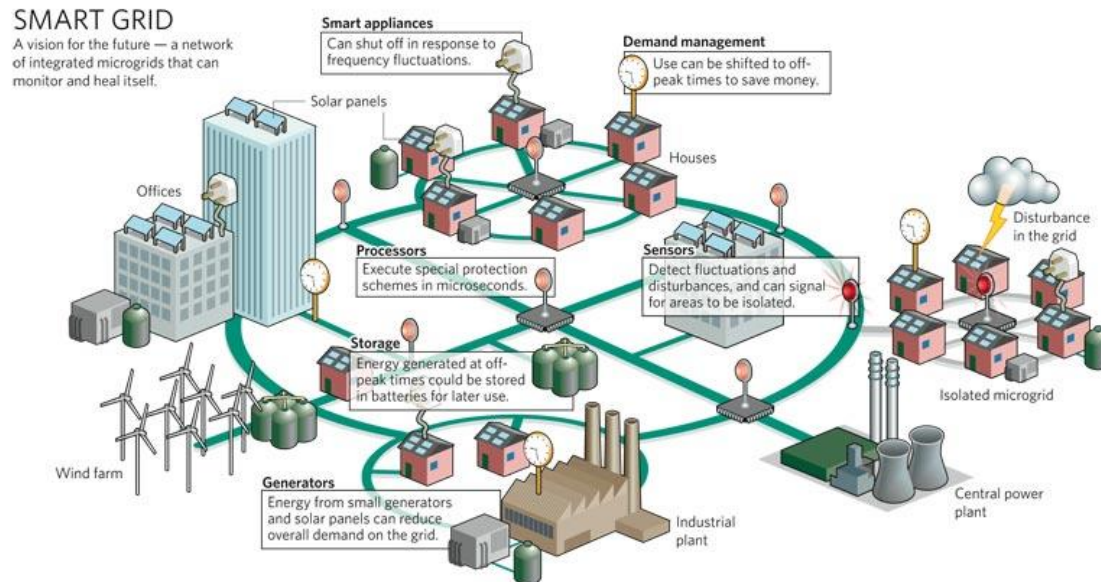 SMART GRID
A vision for the future — a network
of integrated microgrids that can
monitor and heal itself.
Smart appliances
Can shut off in response to
frequency fluctuations.
Demand management
Use can be shifted to off-
peak times to save money.
Solar panels
Houses
Offices
Disturbance
in the grid
Processors
Execute special protection
schemes in microseconds.
Sensors
Detect fluctuations and
disturbances, and can signal
for areas to be isolated.
Storage
Energy generated at off-
peak times could be stored
in batteries for later use.
Isolated microgrid
Wind farm
Generators
Energy from small generators
and solar panels can reduce
overall demand on the grid.
Industrial
plant
Central power
plant